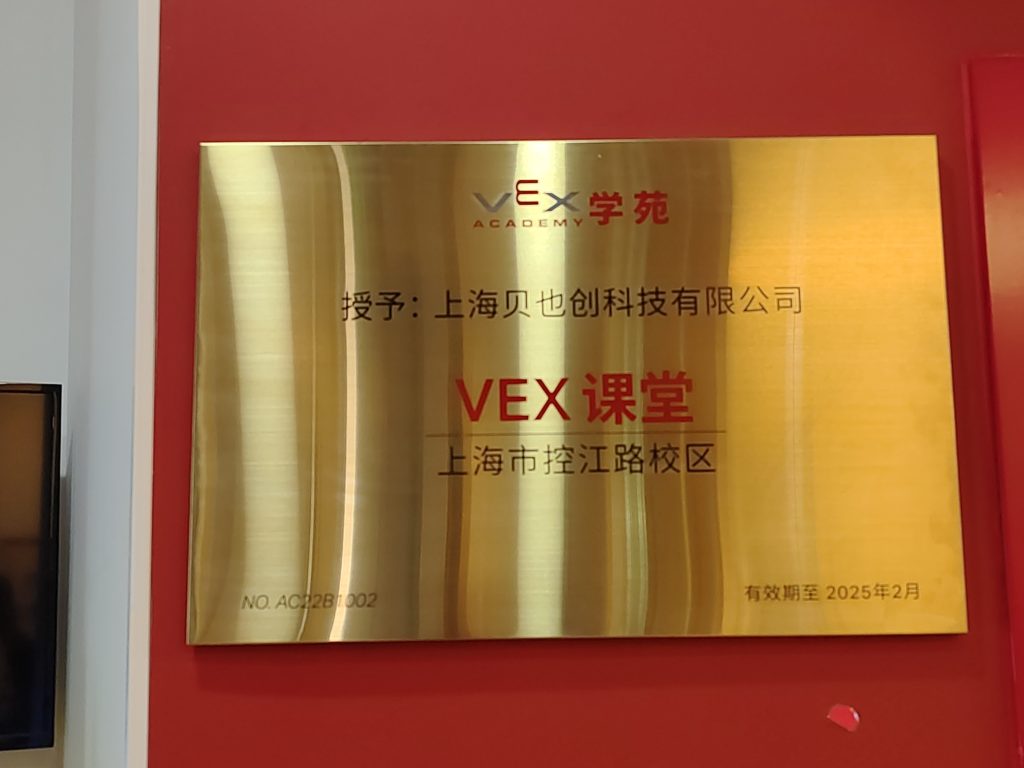 VEX学苑
ACADEMY
授予：上海贝也创科技有限公司
VEX课堂
上海市控江路校区
NO. AC22B1002
有效期至 2025年2月